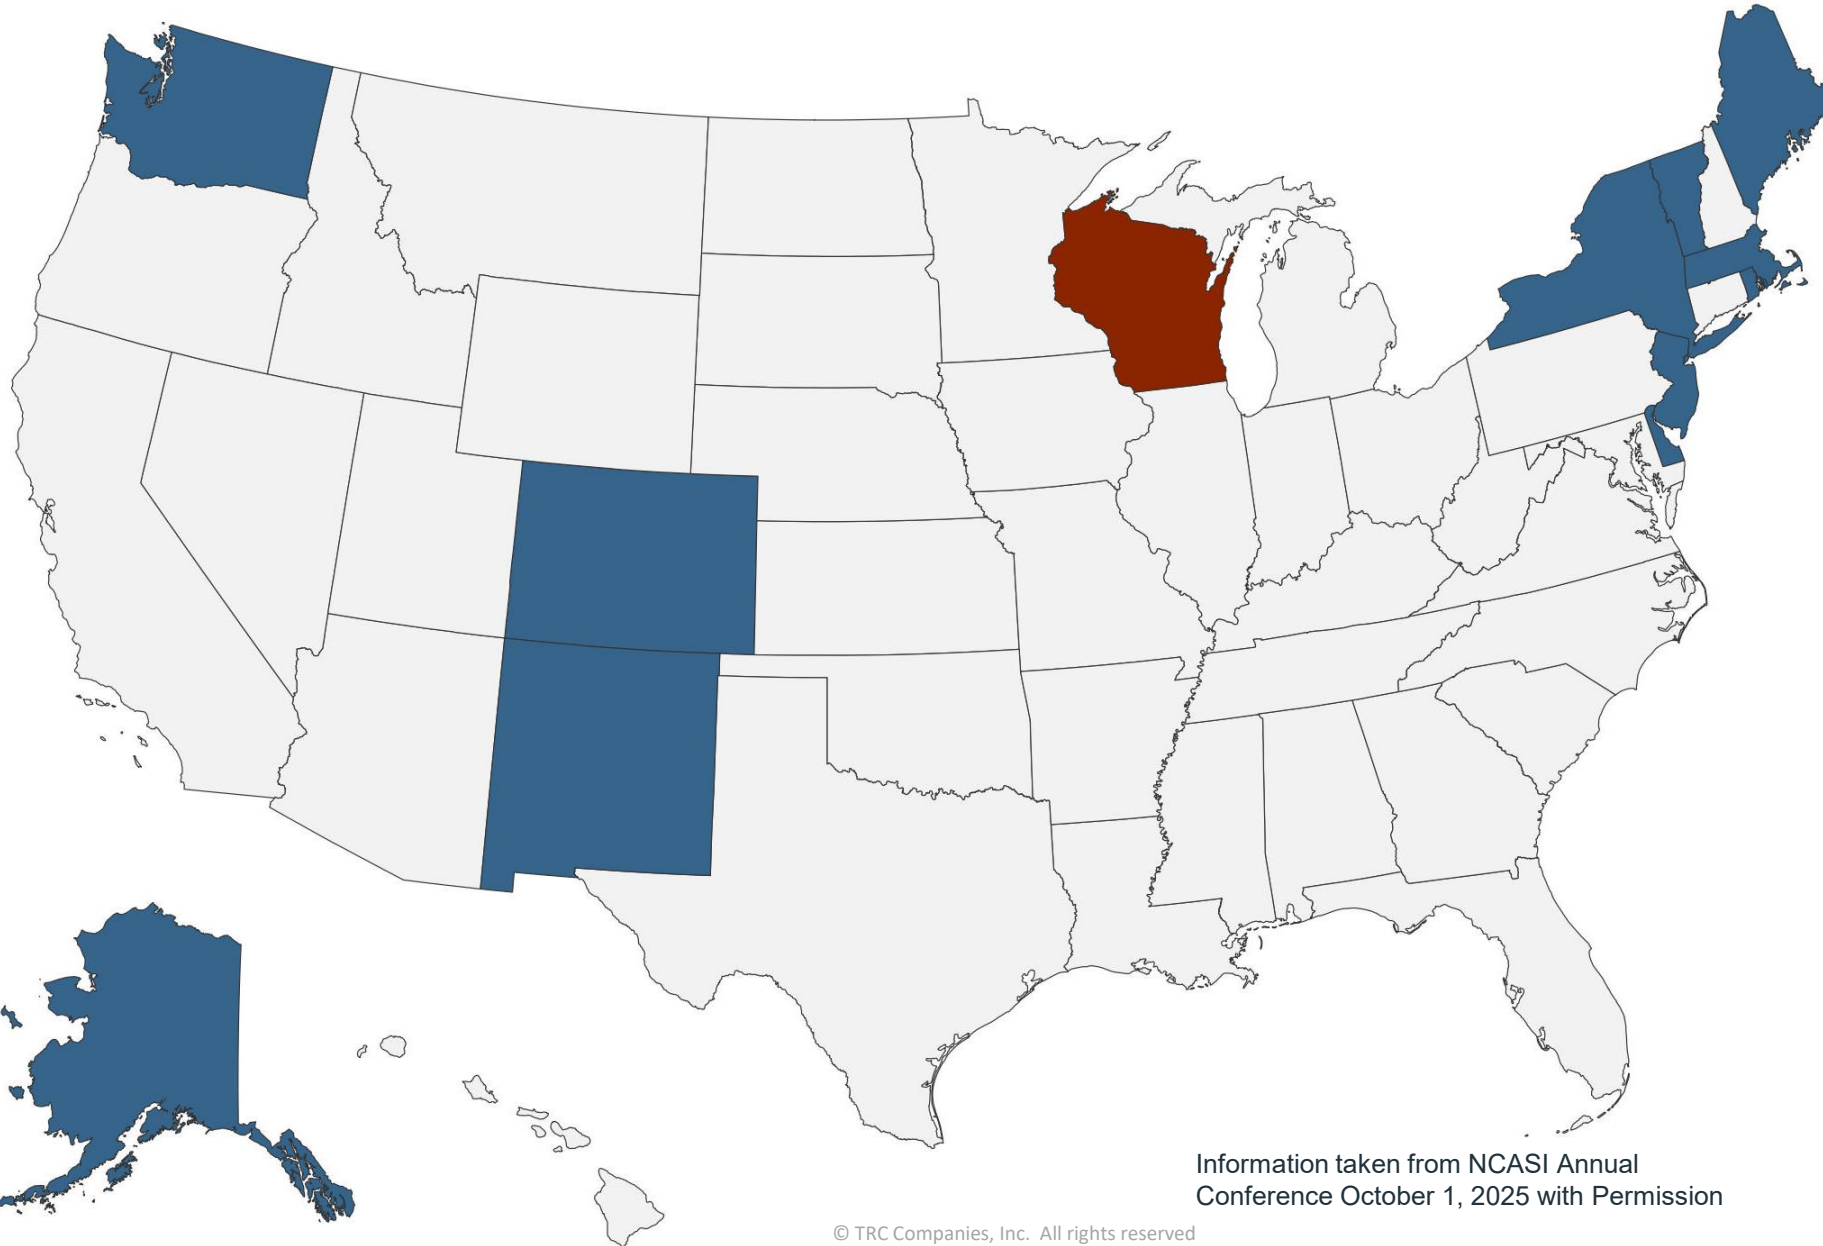 Information taken from NCASI Annual
Conference October 1, 2025 with Permission
© TRC Companies, Inc.  All rights reserved